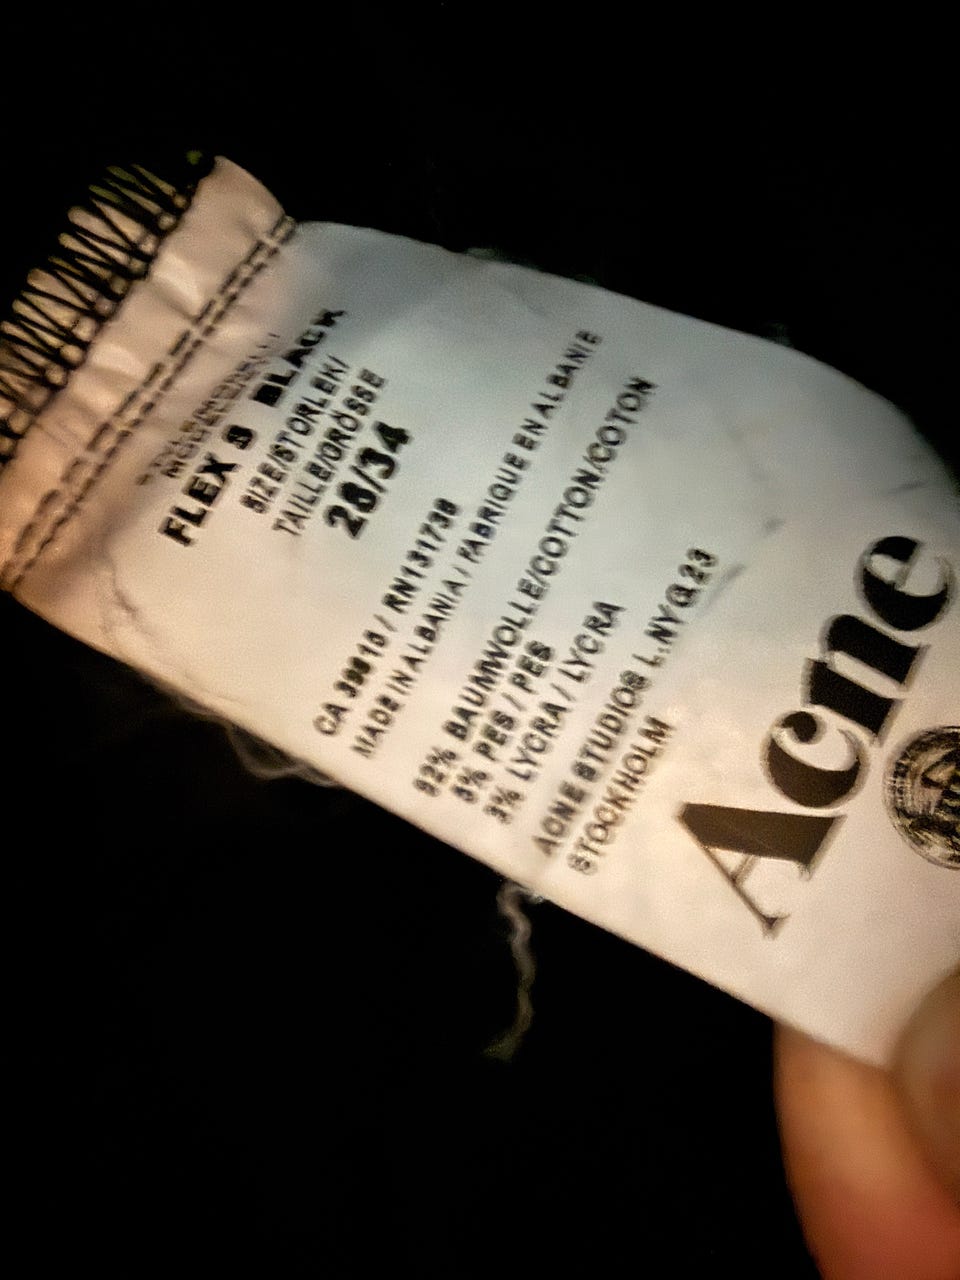 FLEX S BLACK
SIZE/STORLEK/
TAILLE/GRÖSSE
28/34
CA 39815 / RN131738
MADE IN ALBANIA / FABRIQUE EN ALBANIE
92% BAUMWOLLE/COTTON/COTON
5% PES / PES
3% LYCRA / LYCRA
ACNE STUDIOS L.NYG.23
STOCKHOLM
Acne